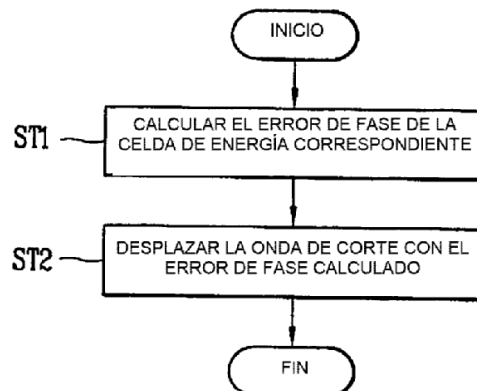 INICIO
ST1
CALCULAR EL ERROR DE FASE DE LA
CELDA DE ENERGÍA CORRESPONDIENTE
ST2
DESPLAZAR LA ONDA DE CORTE CON EL
ERROR DE FASE CALCULADO
FIN